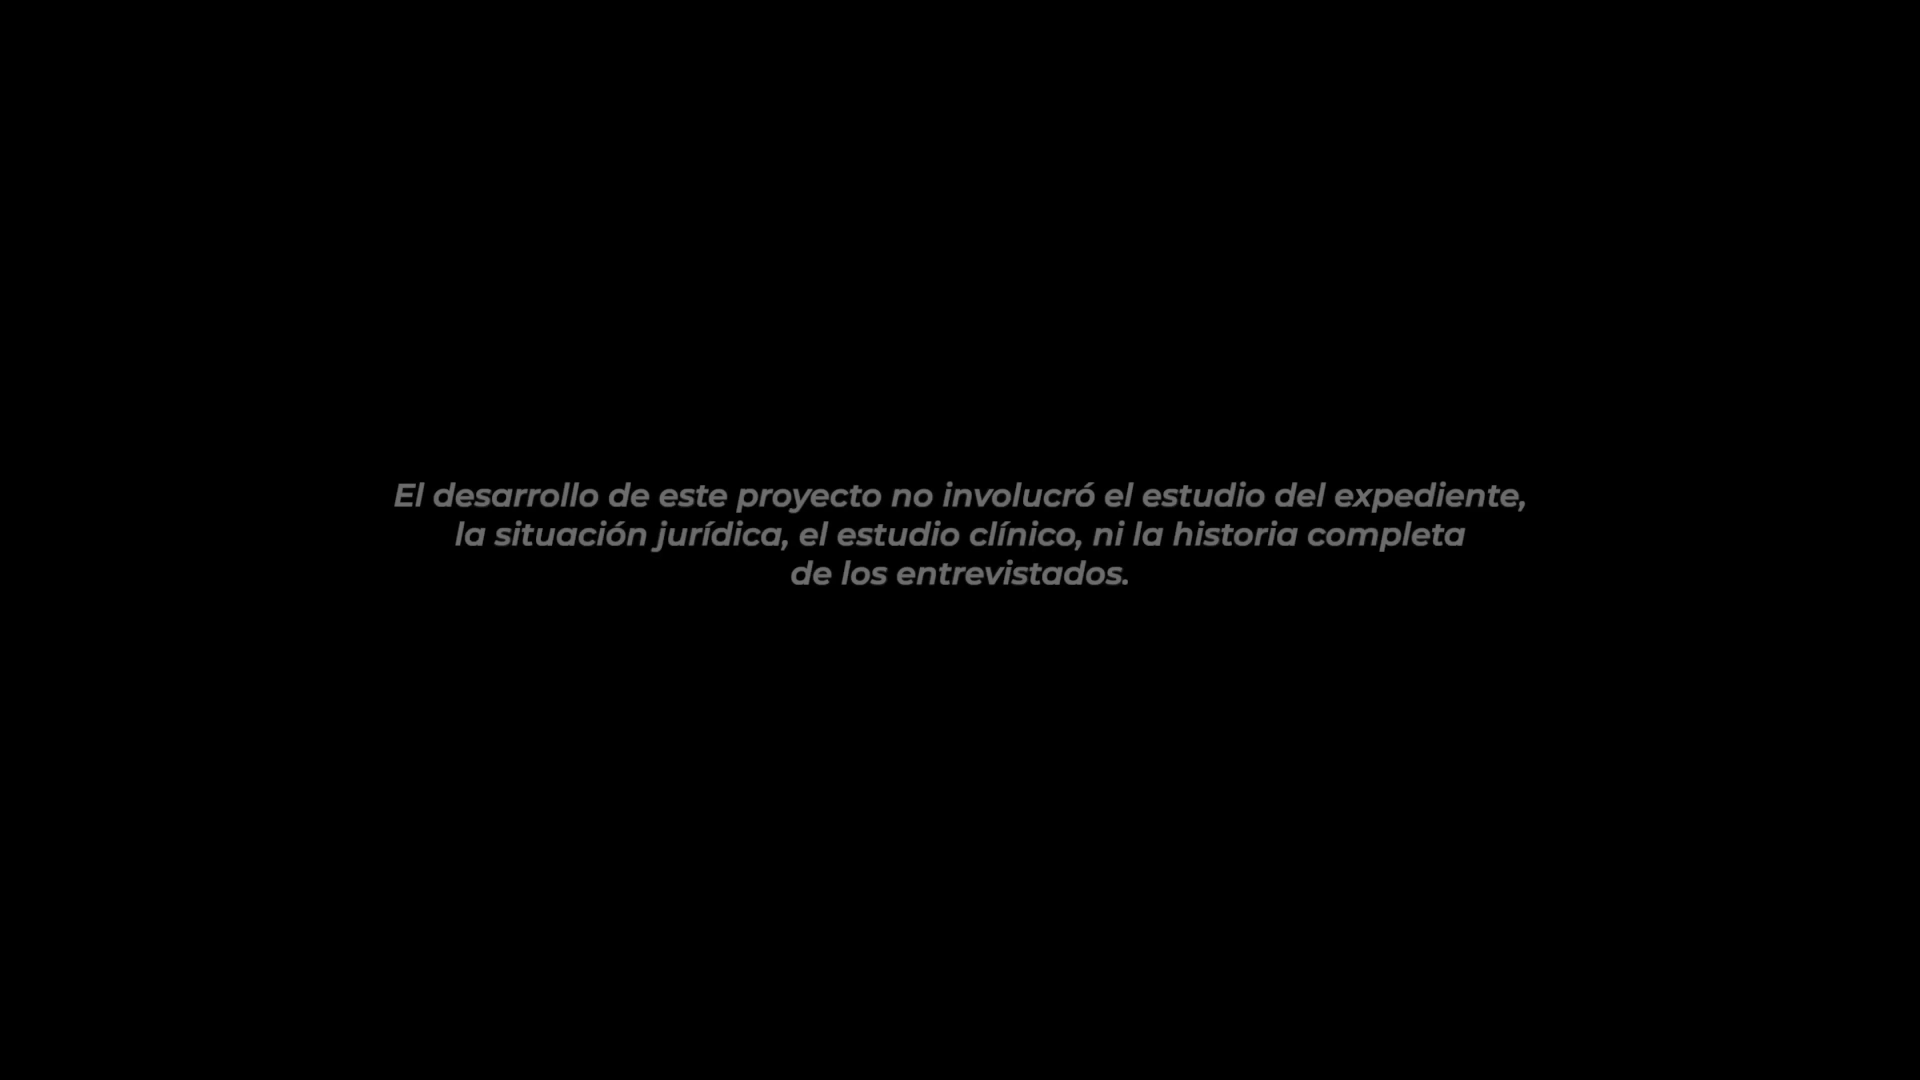 El desarrollo de este proyecto no involucró el estudio del expediente,
la situación jurídica, el estudio clínico, ni la historia completa
de los entrevistados.